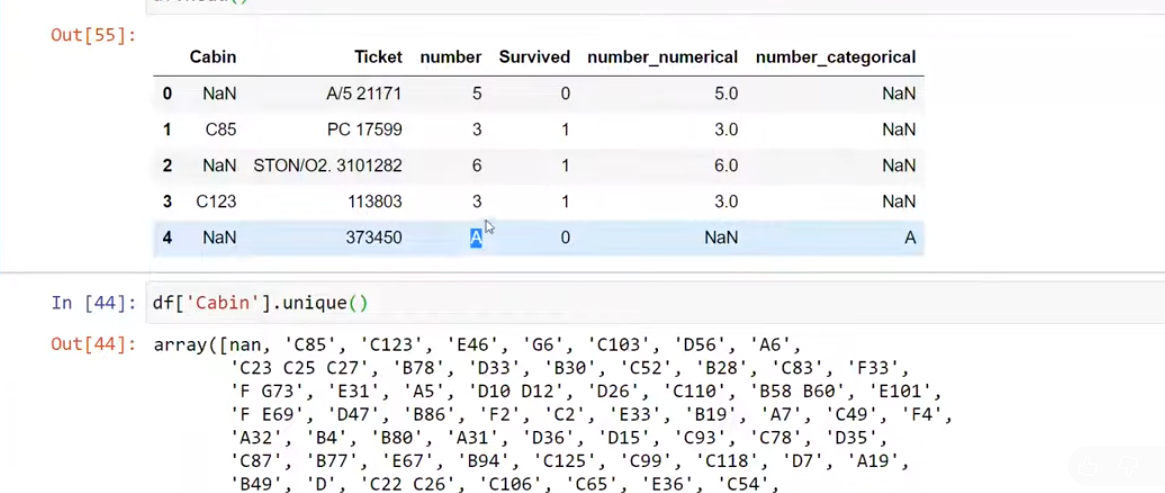 df.head()
Out[55]:
Cabin Ticket number Survived number_numerical number_categorical
0 NaN A/5 21171 5 0 5.0 NaN
1 C85 PC 17599 3 1 3.0 NaN
2 NaN STON/O2. 3101282 6 1 6.0 NaN
3 C123 113803 3 1 3.0 NaN
4 NaN 373450 A 0 NaN A
In [44]: df['Cabin'].unique()
Out[44]: array([nan, 'C85', 'C123', 'E46', 'G6', 'C103', 'D56', 'A6',
'C23 C25 C27', 'B78', 'D33', 'B30', 'C52', 'B28', 'C83', 'F33',
'F G73', 'E31', 'A5', 'D10 D12', 'D26', 'C110', 'B58 B60', 'E101',
'F E69', 'D47', 'B86', 'F2', 'C2', 'E33', 'B19', 'A7', 'C49', 'F4',
'A32', 'B4', 'B80', 'A31', 'D36', 'D15', 'C93', 'C78', 'D35',
'C87', 'B77', 'E67', 'B94', 'C125', 'C99', 'C118', 'D7', 'A19',
'B49', 'D', 'C22 C26', 'C106', 'C65', 'E36', 'C54',